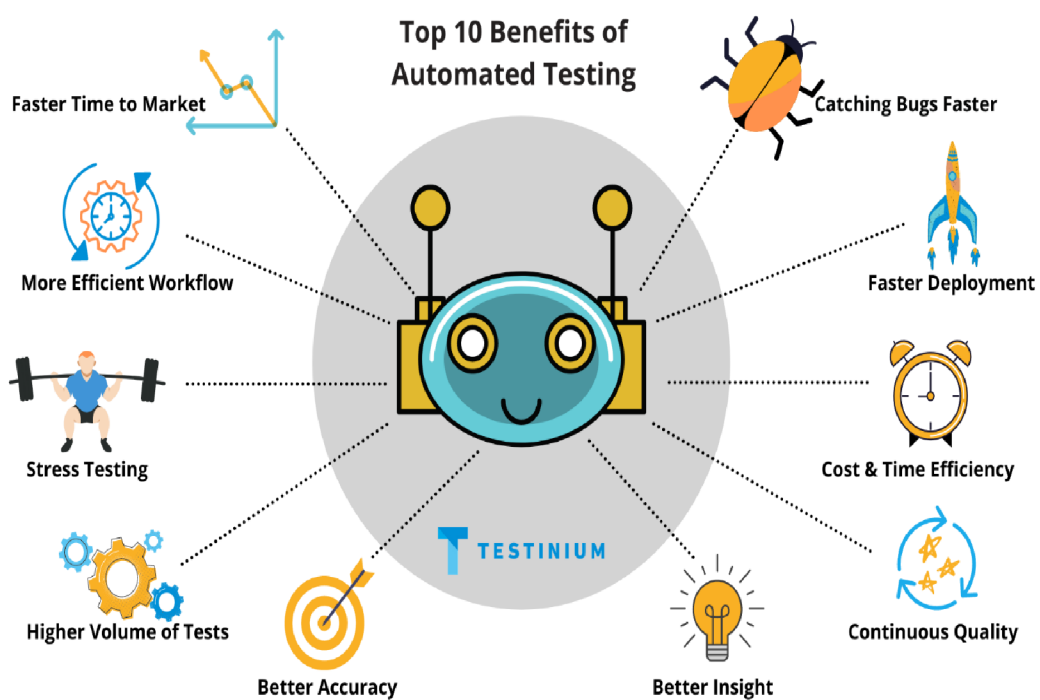 Top 10 Benefits of
Automated Testing
Faster Time to Market
Catching Bugs Faster
More Efficient Workflow
Faster Deployment
Stress Testing
Cost & Time Efficiency
TESTINIUM
Higher Volume of Tests
Continuous Quality
Better Accuracy
Better Insight